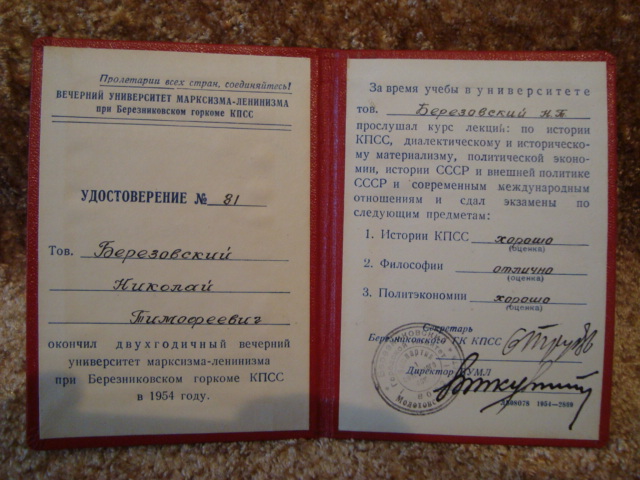 Пролетарии всех стран, соединяйтесь!
ВЕЧЕРНИЙ УНИВЕРСИТЕТ МАРКСИЗМА-ЛЕНИНИЗМА
при Березниковском горкоме КПСС
УДОСТОВЕРЕНИЕ № 81
Тов. Березовский
Николай
Тимофеевич
окончил двухгодичный вечерний
университет марксизма-ленинизма
при Березниковском горкоме КПСС
в 1954 году.
За время учебы в университете
тов. Березовский Н.Т.
прослушал курс лекций: по истории
КПСС, диалектическому и историческо-
му материализму, политической эконо-
мии, истории СССР и внешней политике
СССР и современным международным
отношениям и сдал экзамены по
следующим предметам:
1. Истории КПСС хорошо
(оценка)
2. Философии отлично
(оценка)
3. Политэкономии хорошо
(оценка)
Секретарь
Березниковского ГК КПСС
Директор ВУМЛ
1954—2000